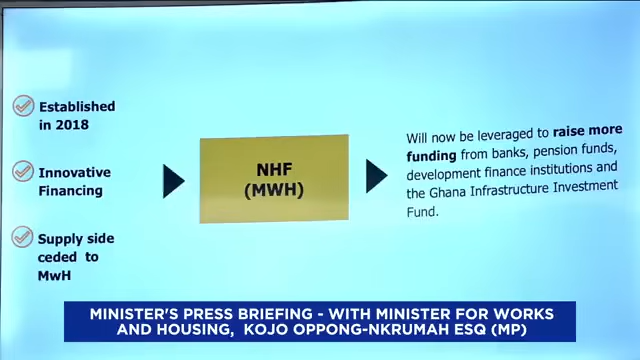 Established
in 2018
Innovative
Financing
Supply side
ceded to
MwH
NHF
(MWH)
Will now be leveraged to raise more
funding from banks, pension funds,
development finance institutions and
the Ghana Infrastructure Investment
Fund.
MINISTER'S PRESS BRIEFING - WITH MINISTER FOR WORKS
AND HOUSING, KOJO OPPONG-NKRUMAH ESQ (MP)